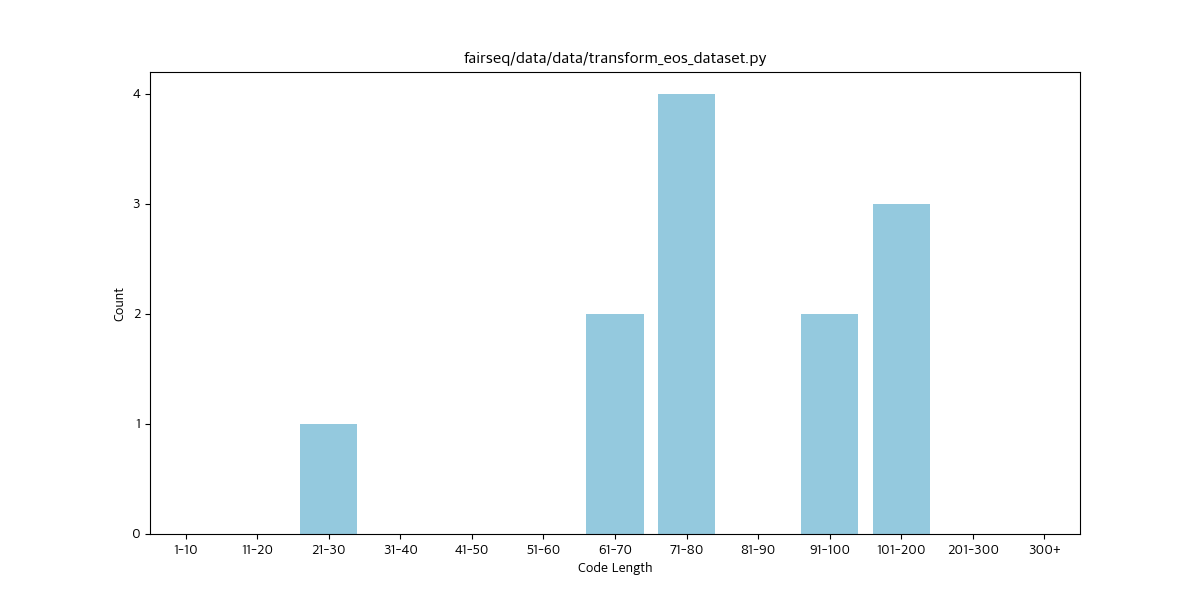 fairseq/data/data/transform_eos_dataset.py
Count
4
3
2
1
0
1-10 11-20 21-30 31-40 41-50 51-60 61-70 71-80 81-90 91-100 101-200 201-300 300+
Code Length